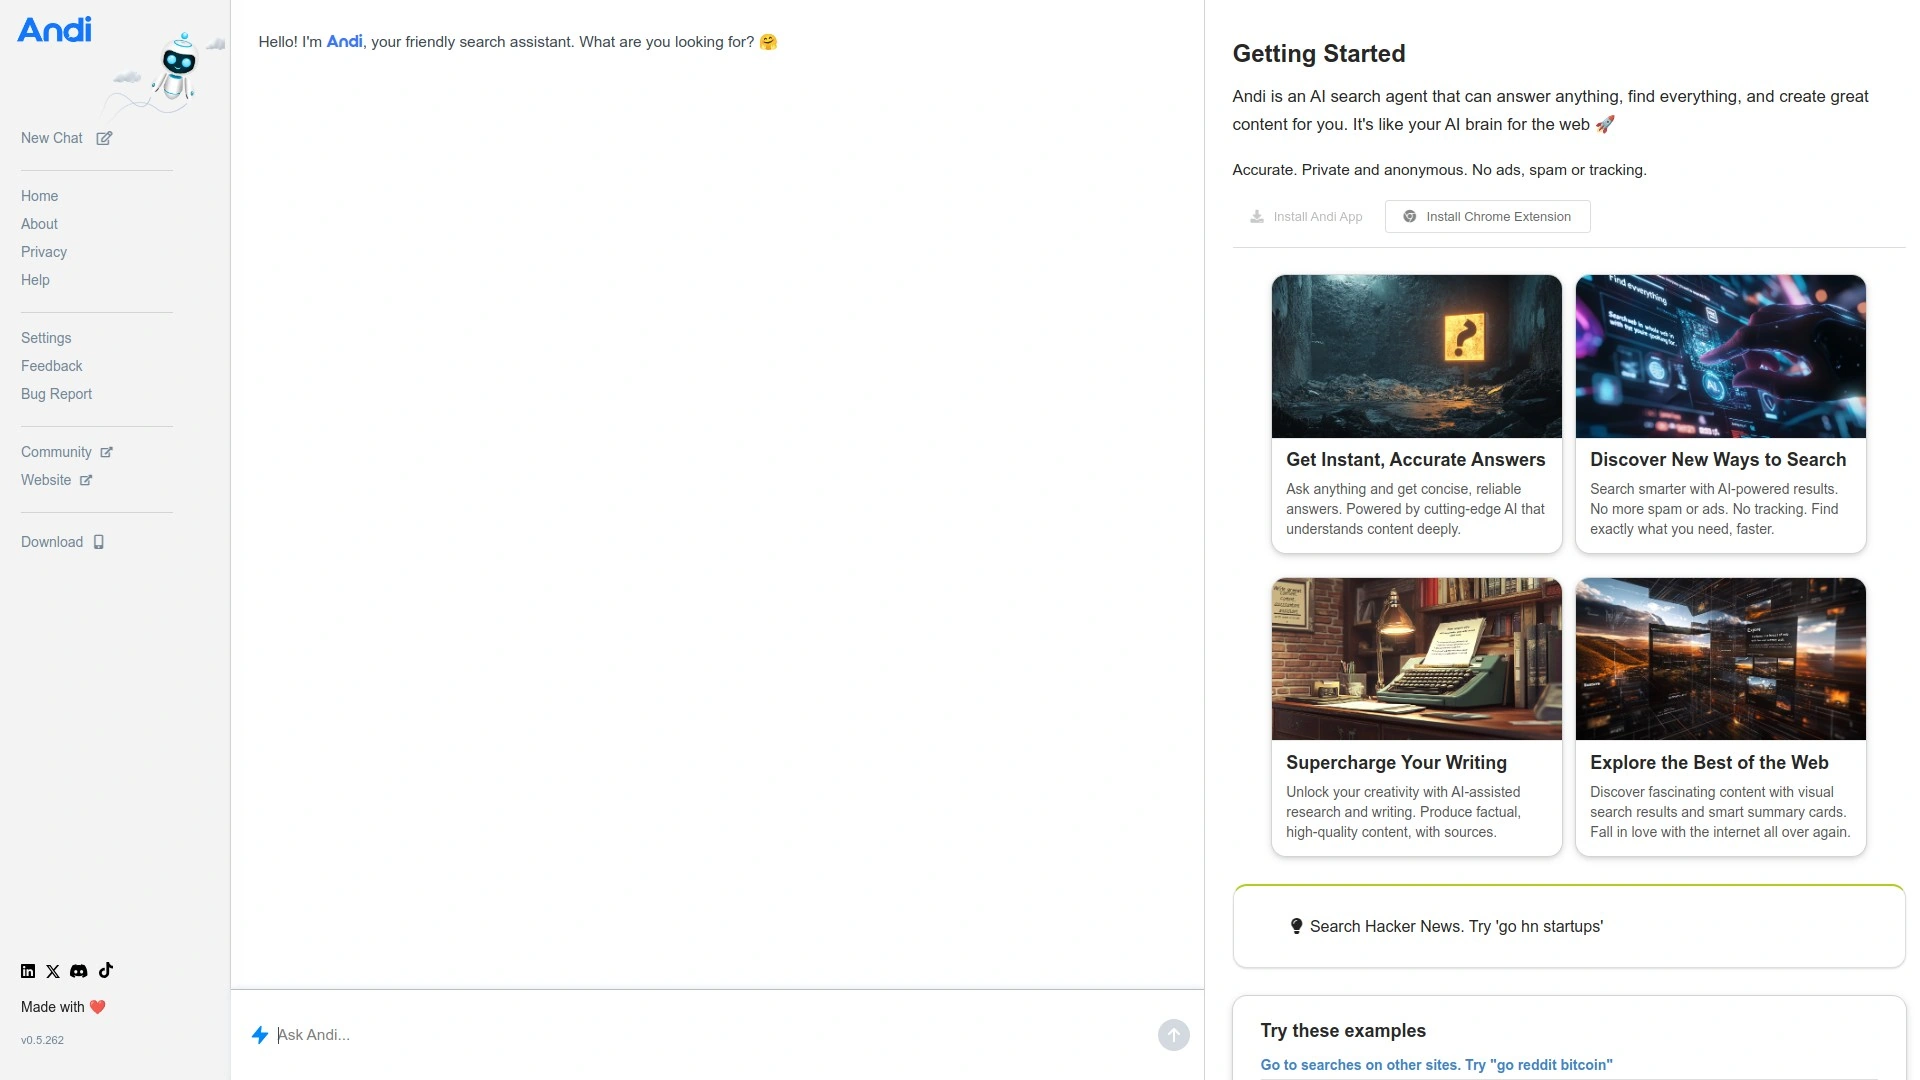 Andi
New Chat
Home
About
Privacy
Help
Settings
Feedback
Bug Report
Community
Website
Download
Made with ❤️
v0.5.262
Hello! I'm Andi, your friendly search assistant. What are you looking for? 🤗
Ask Andi...
Getting Started
Andi is an AI search agent that can answer anything, find everything, and create great
content for you. It's like your AI brain for the web 🚀
Accurate. Private and anonymous. No ads, spam or tracking.
Install Andi App
Install Chrome Extension
Find everything
Get Instant, Accurate Answers
Ask anything and get concise, reliable
answers. Powered by cutting-edge AI that
understands content deeply.
Discover New Ways to Search
Search smarter with AI-powered results.
No more spam or ads. No tracking. Find
exactly what you need, faster.
Supercharge Your Writing
Unlock your creativity with AI-assisted
research and writing. Produce factual,
high-quality content, with sources.
Explore the Best of the Web
Discover fascinating content with visual
search results and smart summary cards.
Fall in love with the internet all over again.
Search Hacker News. Try 'go hn startups'
Try these examples
Go to searches on other sites. Try "go reddit bitcoin"